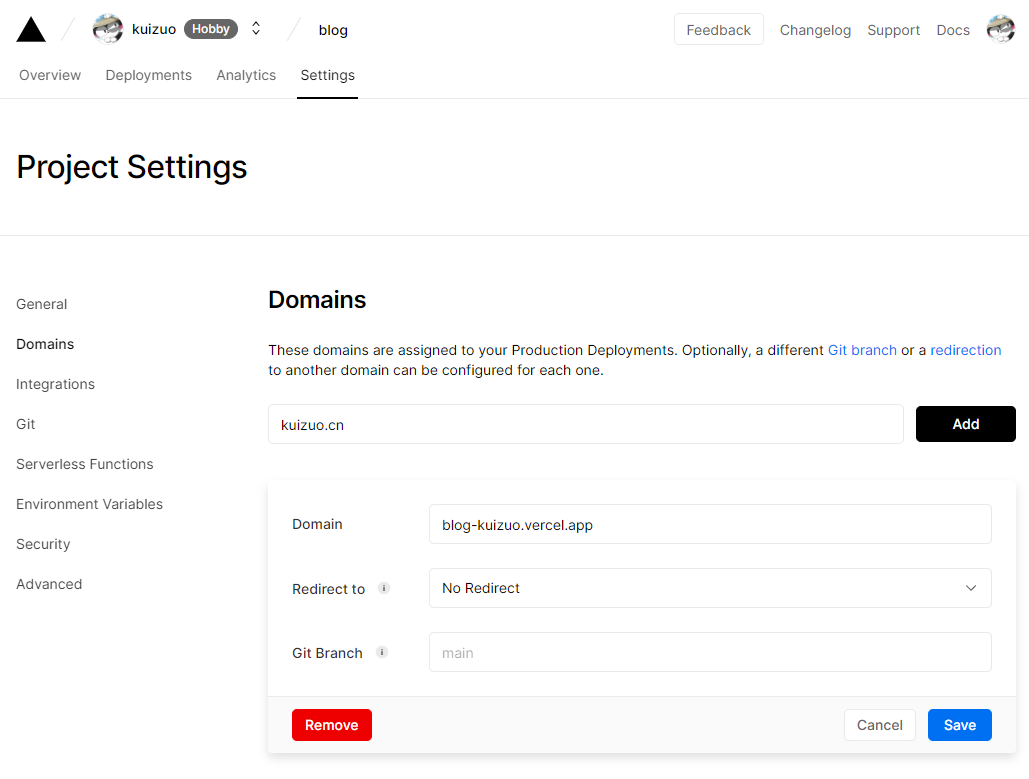 kuizuo Hobby blog Feedback Changelog Support Docs
Overview Deployments Analytics Settings
Project Settings
General
Domains
Integrations
Git
Serverless Functions
Environment Variables
Security
Advanced
Domains
These domains are assigned to your Production Deployments. Optionally, a different Git branch or a redirection
to another domain can be configured for each one.
kuizuo.cn Add
Domain blog-kuizuo.vercel.app
Redirect to i No Redirect
Git Branch i main
Remove Cancel Save